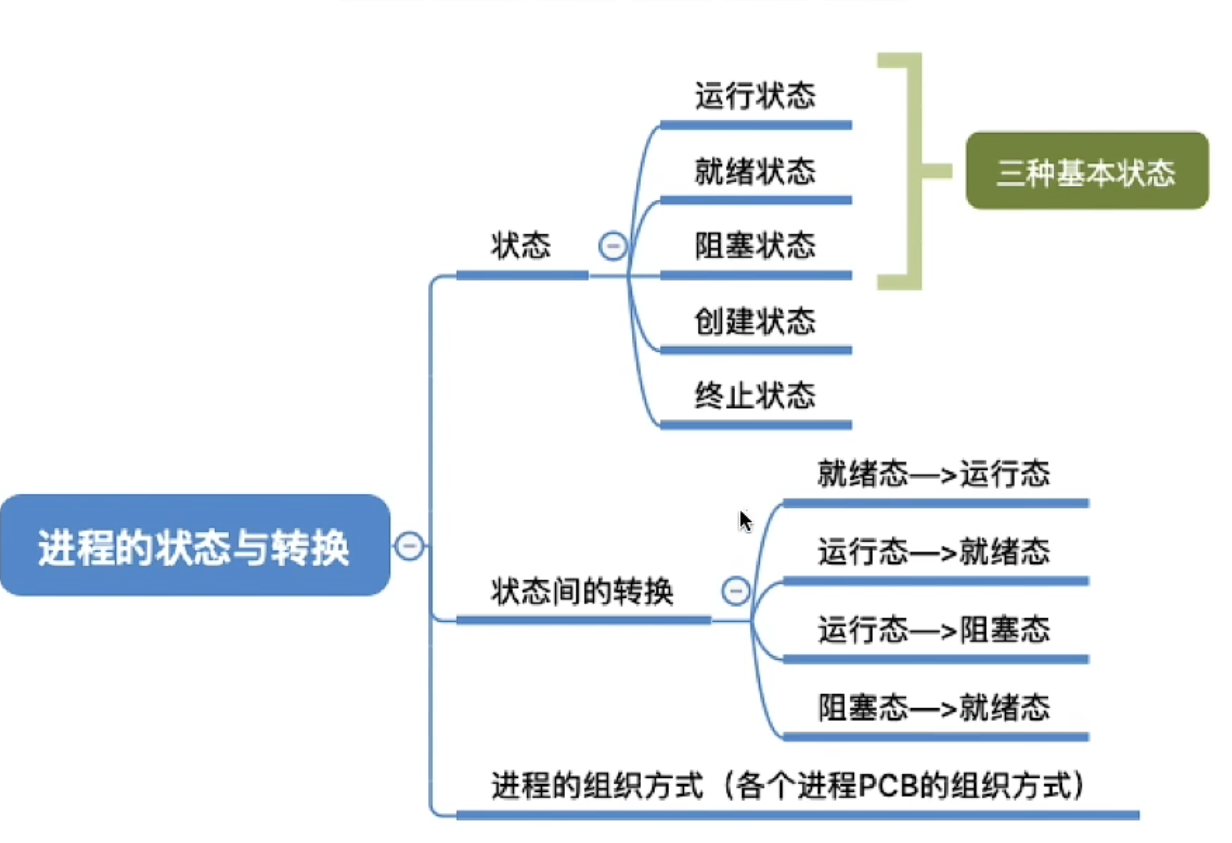 运行状态
就绪状态
三种基本状态
状态
阻塞状态
创建状态
终止状态
就绪态—>运行态
进程的状态与转换
运行态—>就绪态
状态间的转换
运行态—>阻塞态
阻塞态—>就绪态
进程的组织方式（各个进程PCB的组织方式）